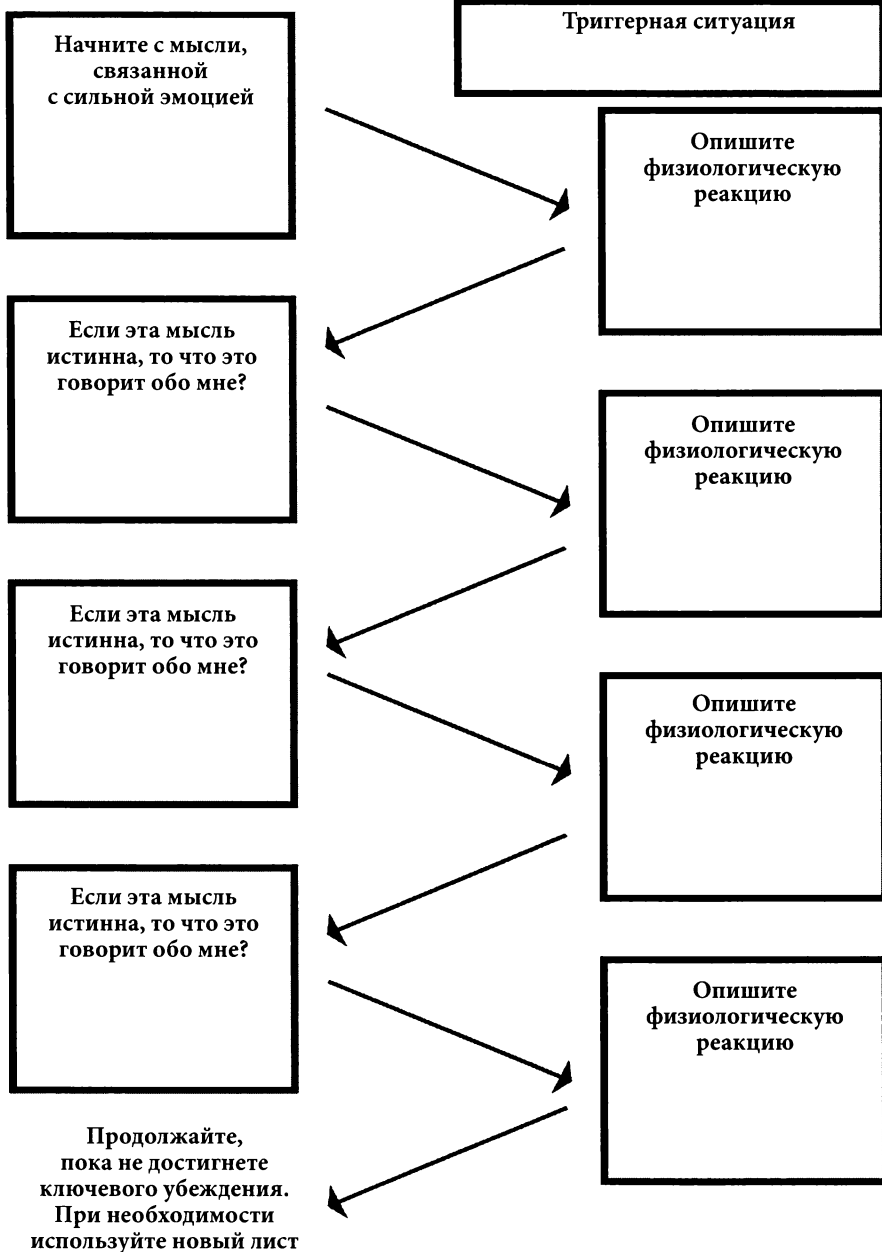 Триггерная ситуация
Начните с мысли,
связанной
с сильной эмоцией
Опишите
физиологическую
реакцию
Если эта мысль
истинна, то что это
говорит обо мне?
Опишите
физиологическую
реакцию
Если эта мысль
истинна, то что это
говорит обо мне?
Опишите
физиологическую
реакцию
Если эта мысль
истинна, то что это
говорит обо мне?
Опишите
физиологическую
реакцию
Продолжайте,
пока не достигнете
ключевого убеждения.
При необходимости
используйте новый лист